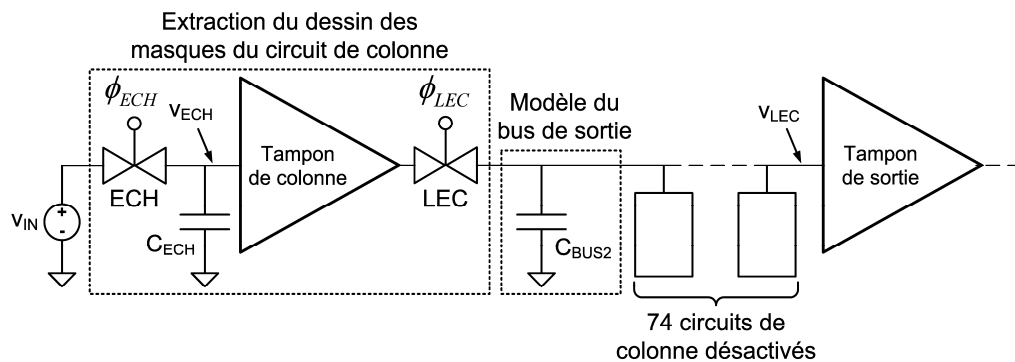 Extraction du dessin des
masques du circuit de colonne
ϕECH
ϕLEC
vECH
Modèle du
bus de sortie
vLEC
Tampon
de colonne
Tampon
de sortie
ECH
LEC
vIN
+
-
CECH
CBUS2
74 circuits de
colonne désactivés